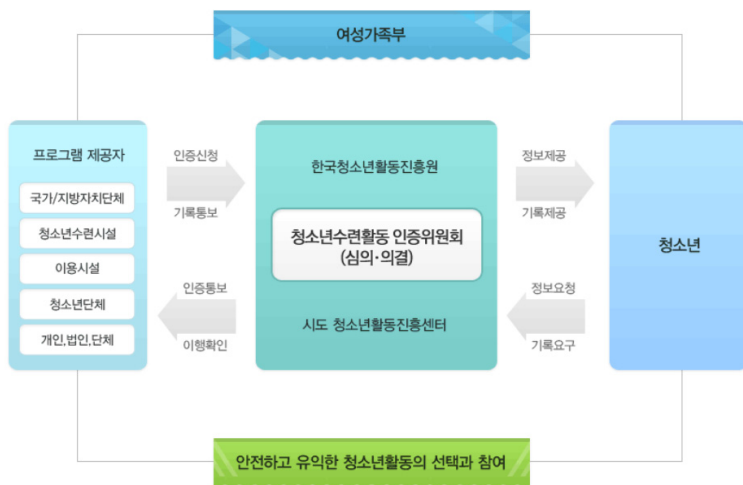 여성가족부
프로그램 제공자
국가/지방자치단체
청소년수련시설
이용시설
청소년단체
개인,법인,단체
인증신청
기록통보
인증통보
이행확인
한국청소년활동진흥원
청소년수련활동 인증위원회
(심의·의결)
시도 청소년활동진흥센터
정보제공
기록제공
정보요청
기록요구
청소년
안전하고 유익한 청소년활동의 선택과 참여